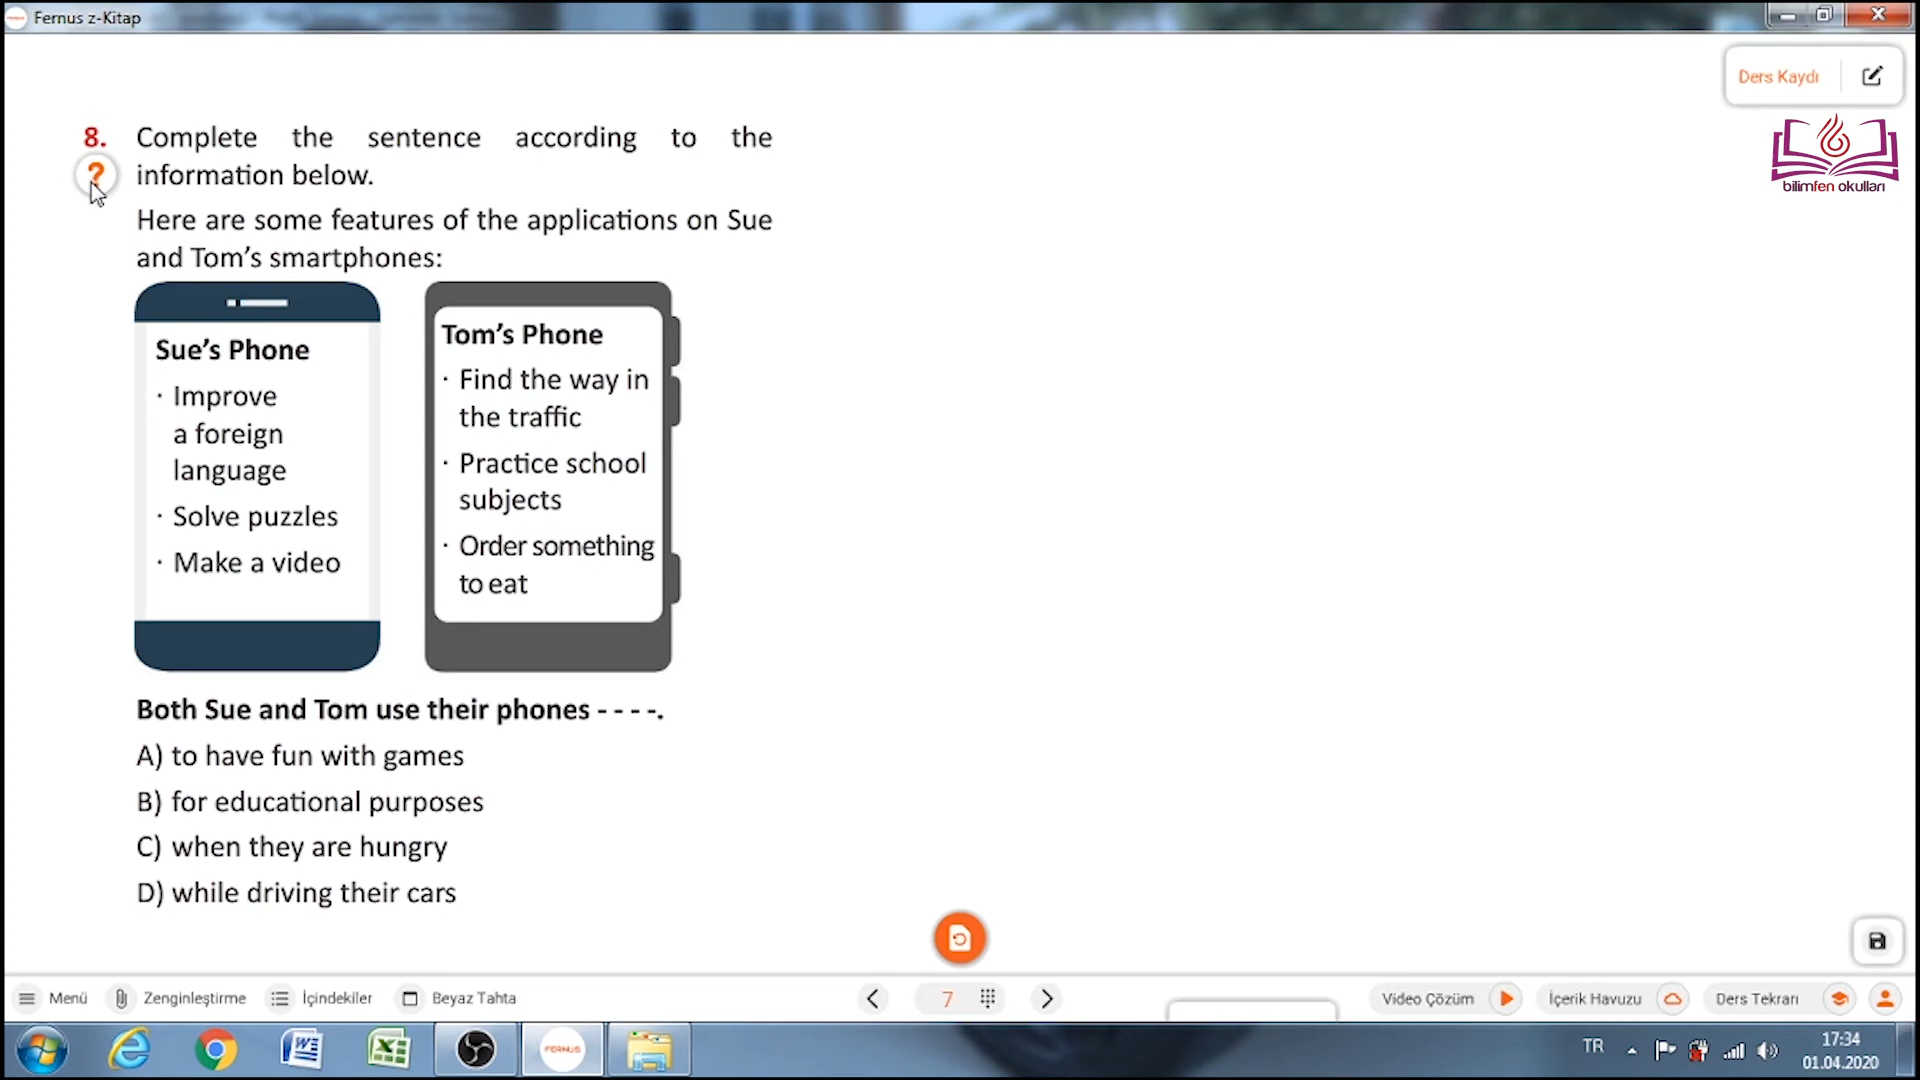 Fernus z-Kitap
Ders Kaydı
bilimfen okulları
8. Complete the sentence according to the
? information below.
Here are some features of the applications on Sue
and Tom's smartphones:
Sue's Phone
· Improve
a foreign
language
· Solve puzzles
· Make a video
Tom's Phone
· Find the way in
the traffic
· Practice school
subjects
· Order something
to eat
Both Sue and Tom use their phones - - - -.
A) to have fun with games
B) for educational purposes
C) when they are hungry
D) while driving their cars
Menü Zenginleştirme İçindekiler Beyaz Tahta 7 Video Çözüm İçerik Havuzu Ders Tekrarı
FERNUS TR 17:34
01.04.2020